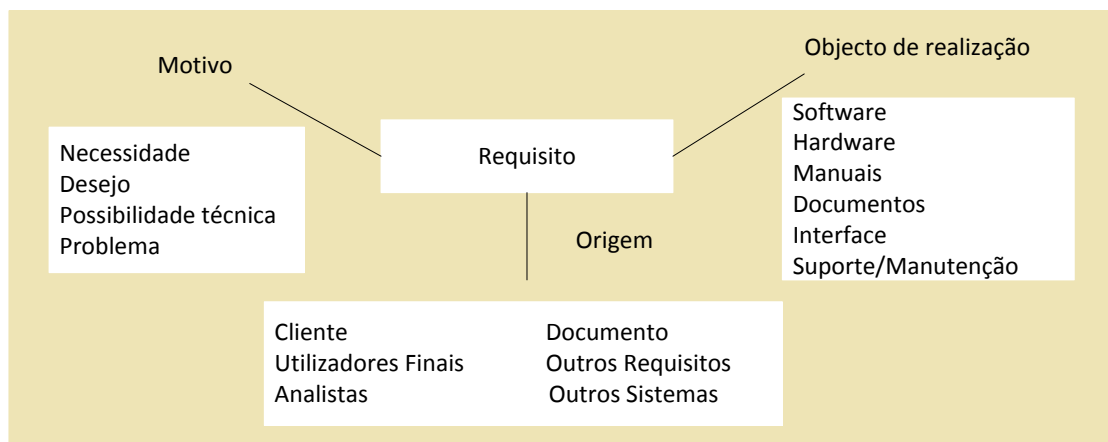 Motivo
Objecto de realização
Necessidade
Desejo
Possibilidade técnica
Problema
Requisito
Software
Hardware
Manuais
Documentos
Interface
Suporte/Manutenção
Origem
Cliente
Utilizadores Finais
Analistas
Documento
Outros Requisitos
Outros Sistemas